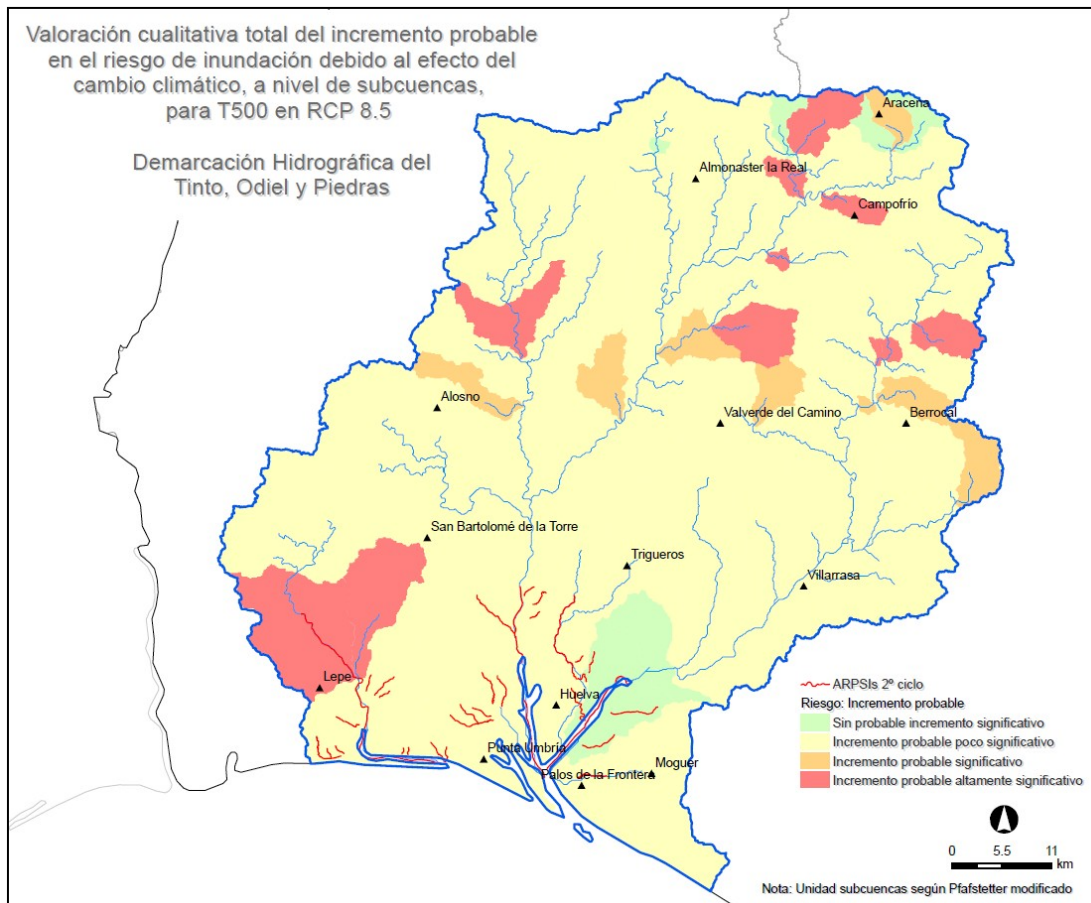 Valoración cualitativa total del incremento probable
en el riesgo de inundación debido al efecto del
cambio climático, a nivel de subcuencas,
para T500 en RCP 8.5
Demarcación Hidrográfica del
Tinto, Odiel y Piedras
Aracena
Almonaster la Real
Campofrío
Alosno
Valverde del Camino
Berrocal
San Bartolomé de la Torre
Trigueros
Villarrasa
Lepe
Huelva
Punta Umbría
Moguer
Palos de la Frontera
ARPSIs 2º ciclo
Riesgo: Incremento probable
Sin probable incremento significativo
Incremento probable poco significativo
Incremento probable significativo
Incremento probable altamente significativo
0 5.5 11
km
Nota: Unidad subcuencas según Pfafstetter modificado